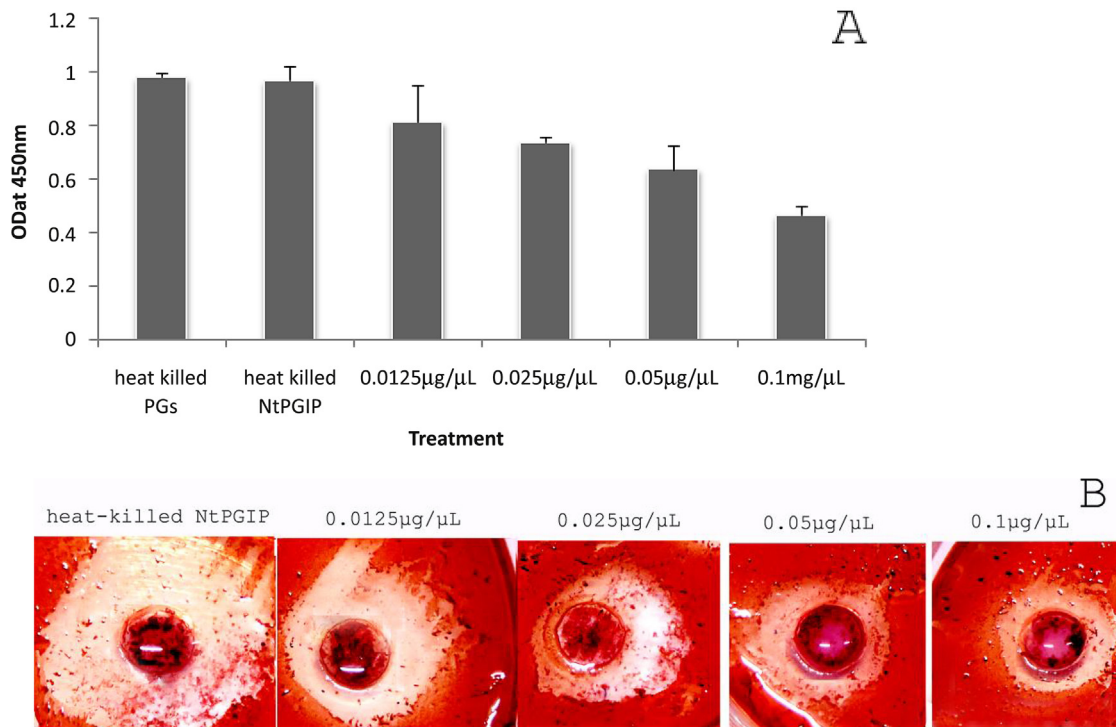 A
1.2
1
0.8
0.6
0.4
0.2
0
ODat 450nm
heat killed PGs
heat killed NtPGIP
0.0125µg/µL
0.025µg/µL
0.05µg/µL
0.1mg/µL
Treatment
B
heat-killed NtPGIP
0.0125µg/µL
0.025µg/µL
0.05µg/µL
0.1µg/µL